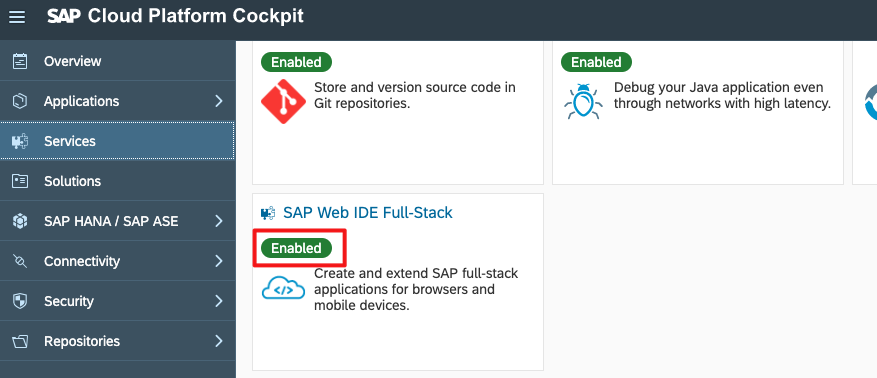 SAP Cloud Platform Cockpit
Overview
Applications
Services
Solutions
SAP HANA / SAP ASE
Connectivity
Security
Repositories
Enabled
Store and version source code in
Git repositories.
Enabled
Debug your Java application even
through networks with high latency.
SAP Web IDE Full-Stack
Enabled
Create and extend SAP full-stack
applications for browsers and
mobile devices.